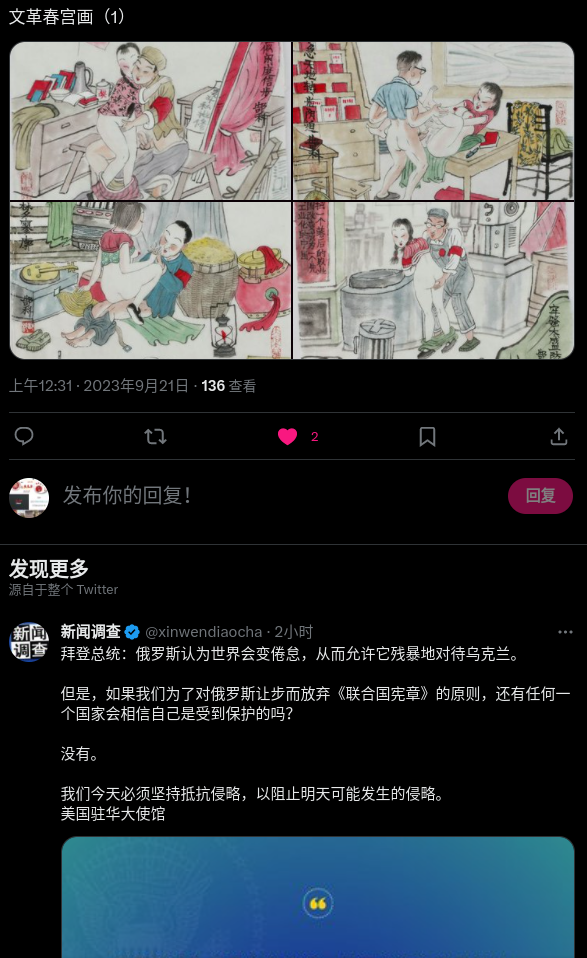 文革春宫画（1）
上午12:31 · 2023年9月21日 · 136 查看
2
发布你的回复！
回复
发现更多
源自于整个 Twitter
新闻调查 @xinwendiaocha · 2小时
新闻
调查
拜登总统：俄罗斯认为世界会变倦怠，从而允许它残暴地对待乌克兰。
但是，如果我们为了对俄罗斯让步而放弃《联合国宪章》的原则，还有任何一
个国家会相信自己是受到保护的吗？
没有。
我们今天必须坚持抵抗侵略，以阻止明天可能发生的侵略。
美国驻华大使馆